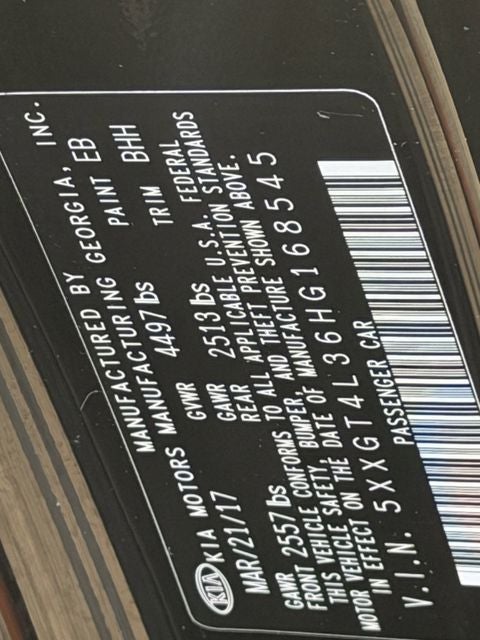 MANUFACTURED BY
KIA KIA MOTORS MANUFACTURING GEORGIA, INC.
MAR/21/17 GVWR 4497lbs PAINT EB
GAWR FRONT 2557lbs GAWR REAR 2513lbs TRIM BHH
THIS VEHICLE CONFORMS TO ALL APPLICABLE U.S.A. FEDERAL
VEHICLE SAFETY, BUMPER, AND THEFT PREVENTION STANDARDS
IN EFFECT ON THE DATE OF MANUFACTURE SHOWN ABOVE.
V.I.N. 5XXGT4L36HG168545
MOTOR PASSENGER CAR